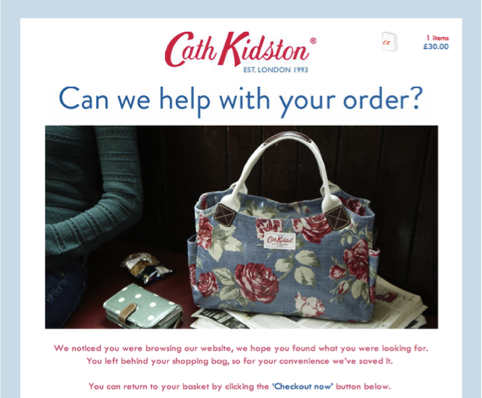 Cath Kidston®
EST. LONDON 1993
1 items
£30.00
Can we help with your order?
Cath Kidston
We noticed you were browsing our website, we hope you found what you were looking for.
You left behind your shopping bag, so for your convenience we've saved it.
You can return to your basket by clicking the 'Checkout now' button below.